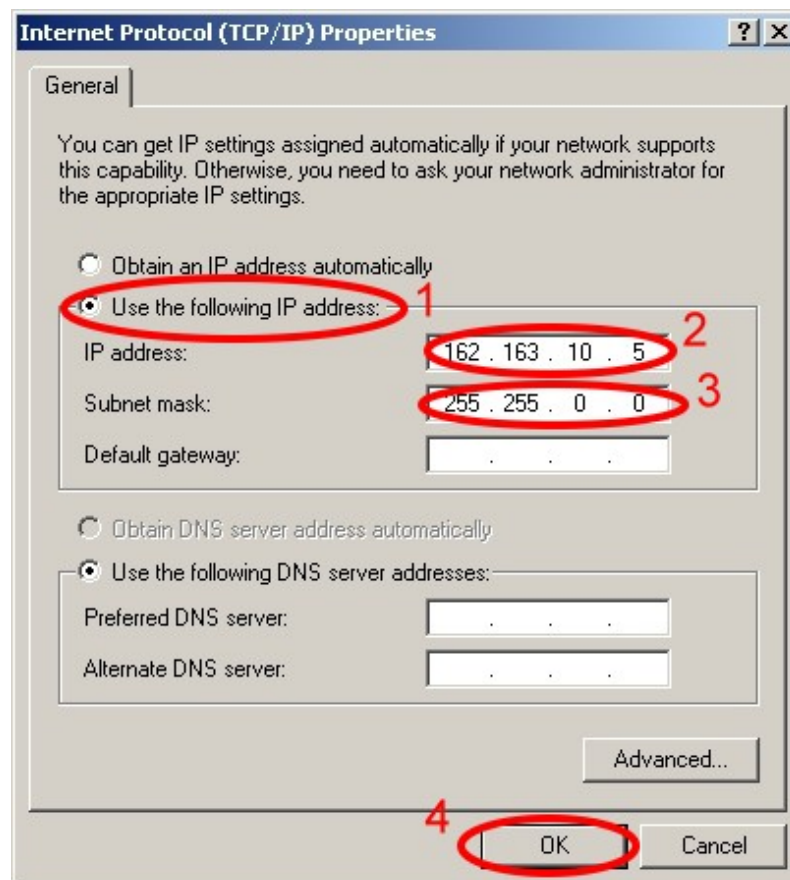 Internet Protocol (TCP/IP) Properties ? X
General
You can get IP settings assigned automatically if your network supports
this capability. Otherwise, you need to ask your network administrator for
the appropriate IP settings.
Obtain an IP address automatically
Use the following IP address: 1
IP address: 162 . 163 . 10 . 5 2
Subnet mask: 255 . 255 . 0 . 0 3
Default gateway: . . .
Obtain DNS server address automatically
Use the following DNS server addresses:
Preferred DNS server: . . .
Alternate DNS server: . . .
Advanced...
4 OK Cancel